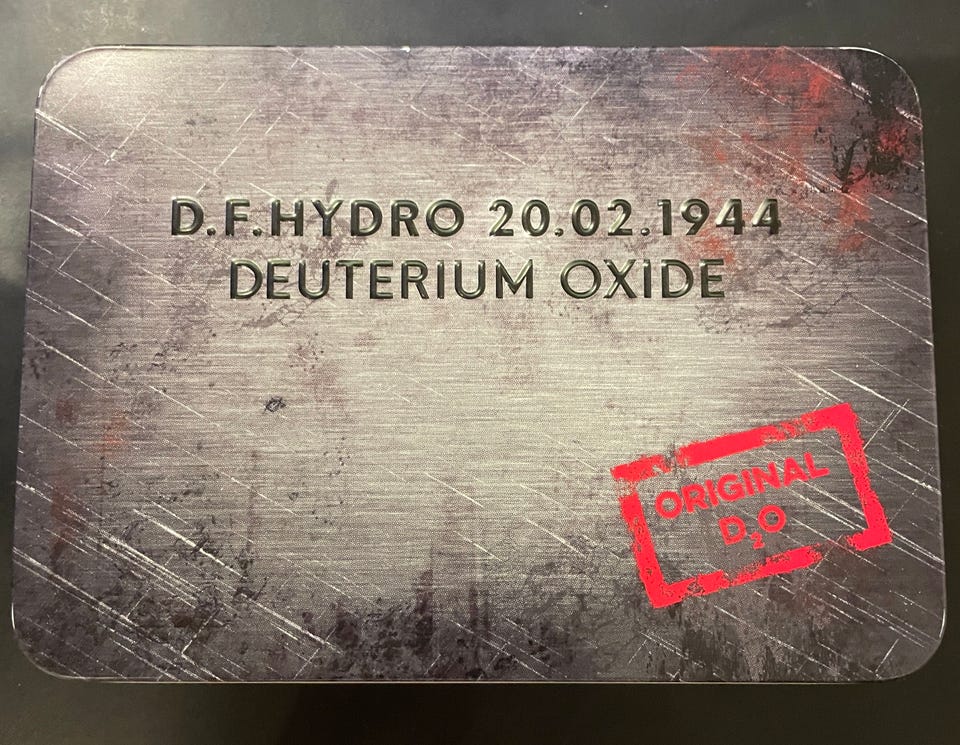 D.F.HYDRO 20.02.1944
DEUTERIUM OXIDE
ORIGINAL
D₂O